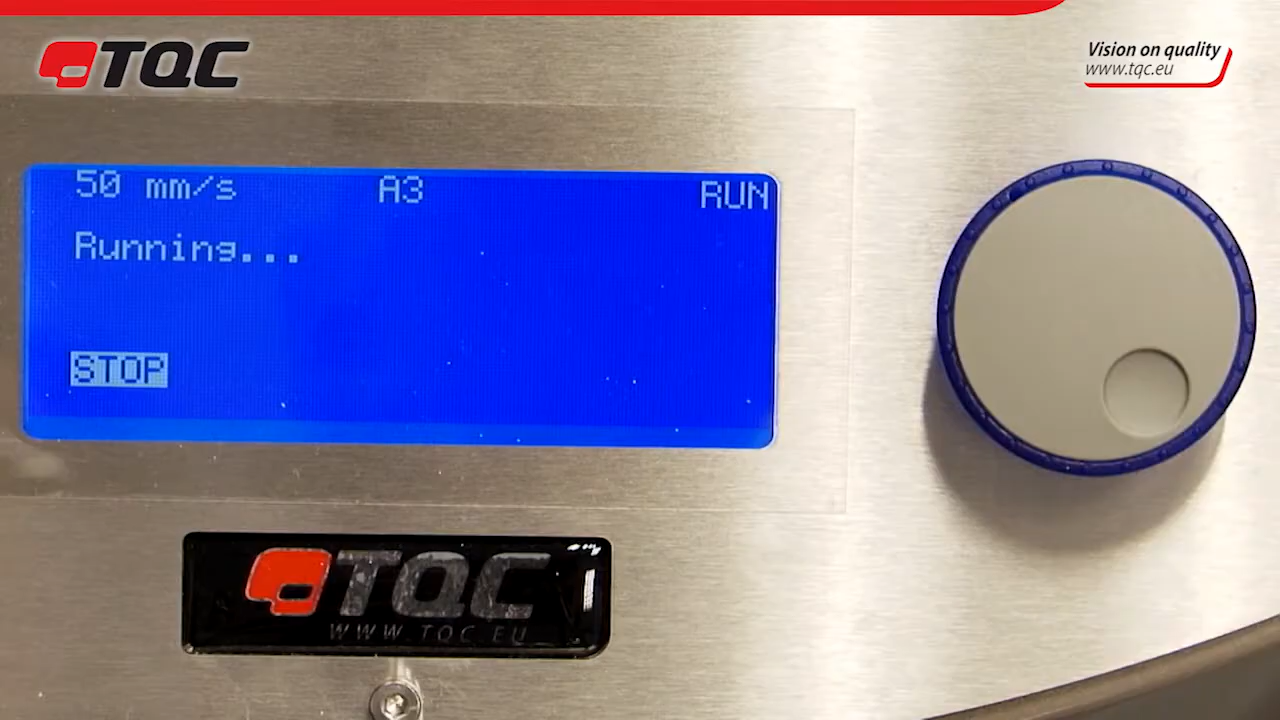 TQC
Vision on quality
www.tqc.eu
50 mm/s A3 RUN
Running...
STOP
TQC
WWW.TQC.EU